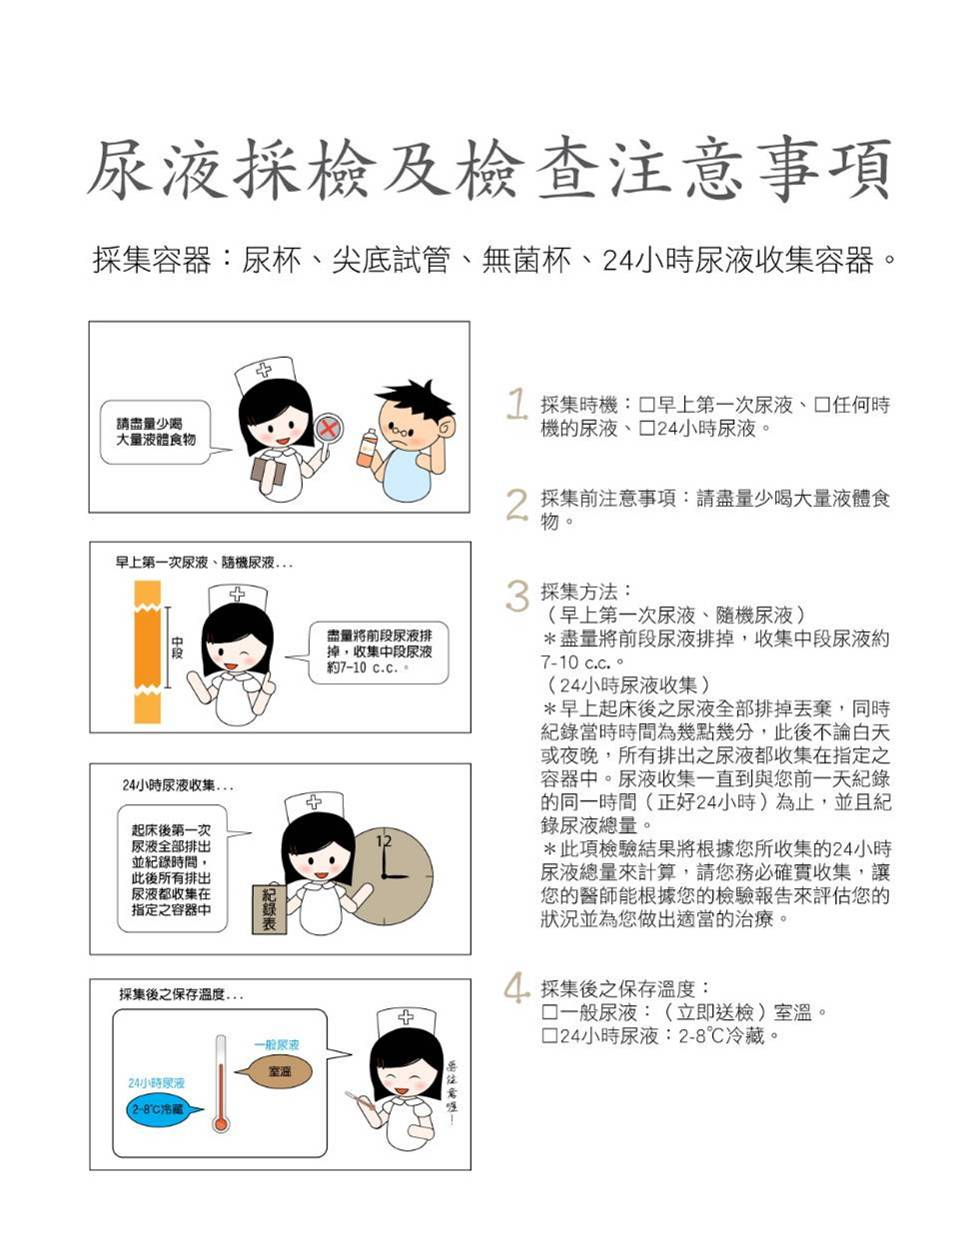 尿液採檢及檢查注意事項
採集容器：尿杯、尖底試管、無菌杯、24小時尿液收集容器。
請盡量少喝
大量液體食物
早上第一次尿液、隨機尿液...
中段
盡量將前段尿液排
掉，收集中段尿液
約7-10 c.c.。
24小時尿液收集...
起床後第一次
尿液全部排出
並紀錄時間，
此後所有排出
尿液都收集在
指定之容器中
紀錄表
12
採集後之保存溫度...
一般尿液
室溫
24小時尿液
2-8℃冷藏
要注意喔！
1 採集時機：□早上第一次尿液、□任何時
機的尿液、□24小時尿液。
2 採集前注意事項：請盡量少喝大量液體食
物。
3 採集方法：
（早上第一次尿液、隨機尿液）
＊盡量將前段尿液排掉，收集中段尿液約
7-10 c.c.。
（24小時尿液收集）
＊早上起床後之尿液全部排掉丟棄，同時
紀錄當時時間為幾點幾分，此後不論白天
或夜晚，所有排出之尿液都收集在指定之
容器中。尿液收集一直到與您前一天紀錄
的同一時間（正好24小時）為止，並且紀
錄尿液總量。
＊此項檢驗結果將根據您所收集的24小時
尿液總量來計算，請您務必確實收集，讓
您的醫師能根據您的檢驗報告來評估您的
狀況並為您做出適當的治療。
4 採集後之保存溫度：
□一般尿液：（立即送檢）室溫。
□24小時尿液：2-8℃冷藏。